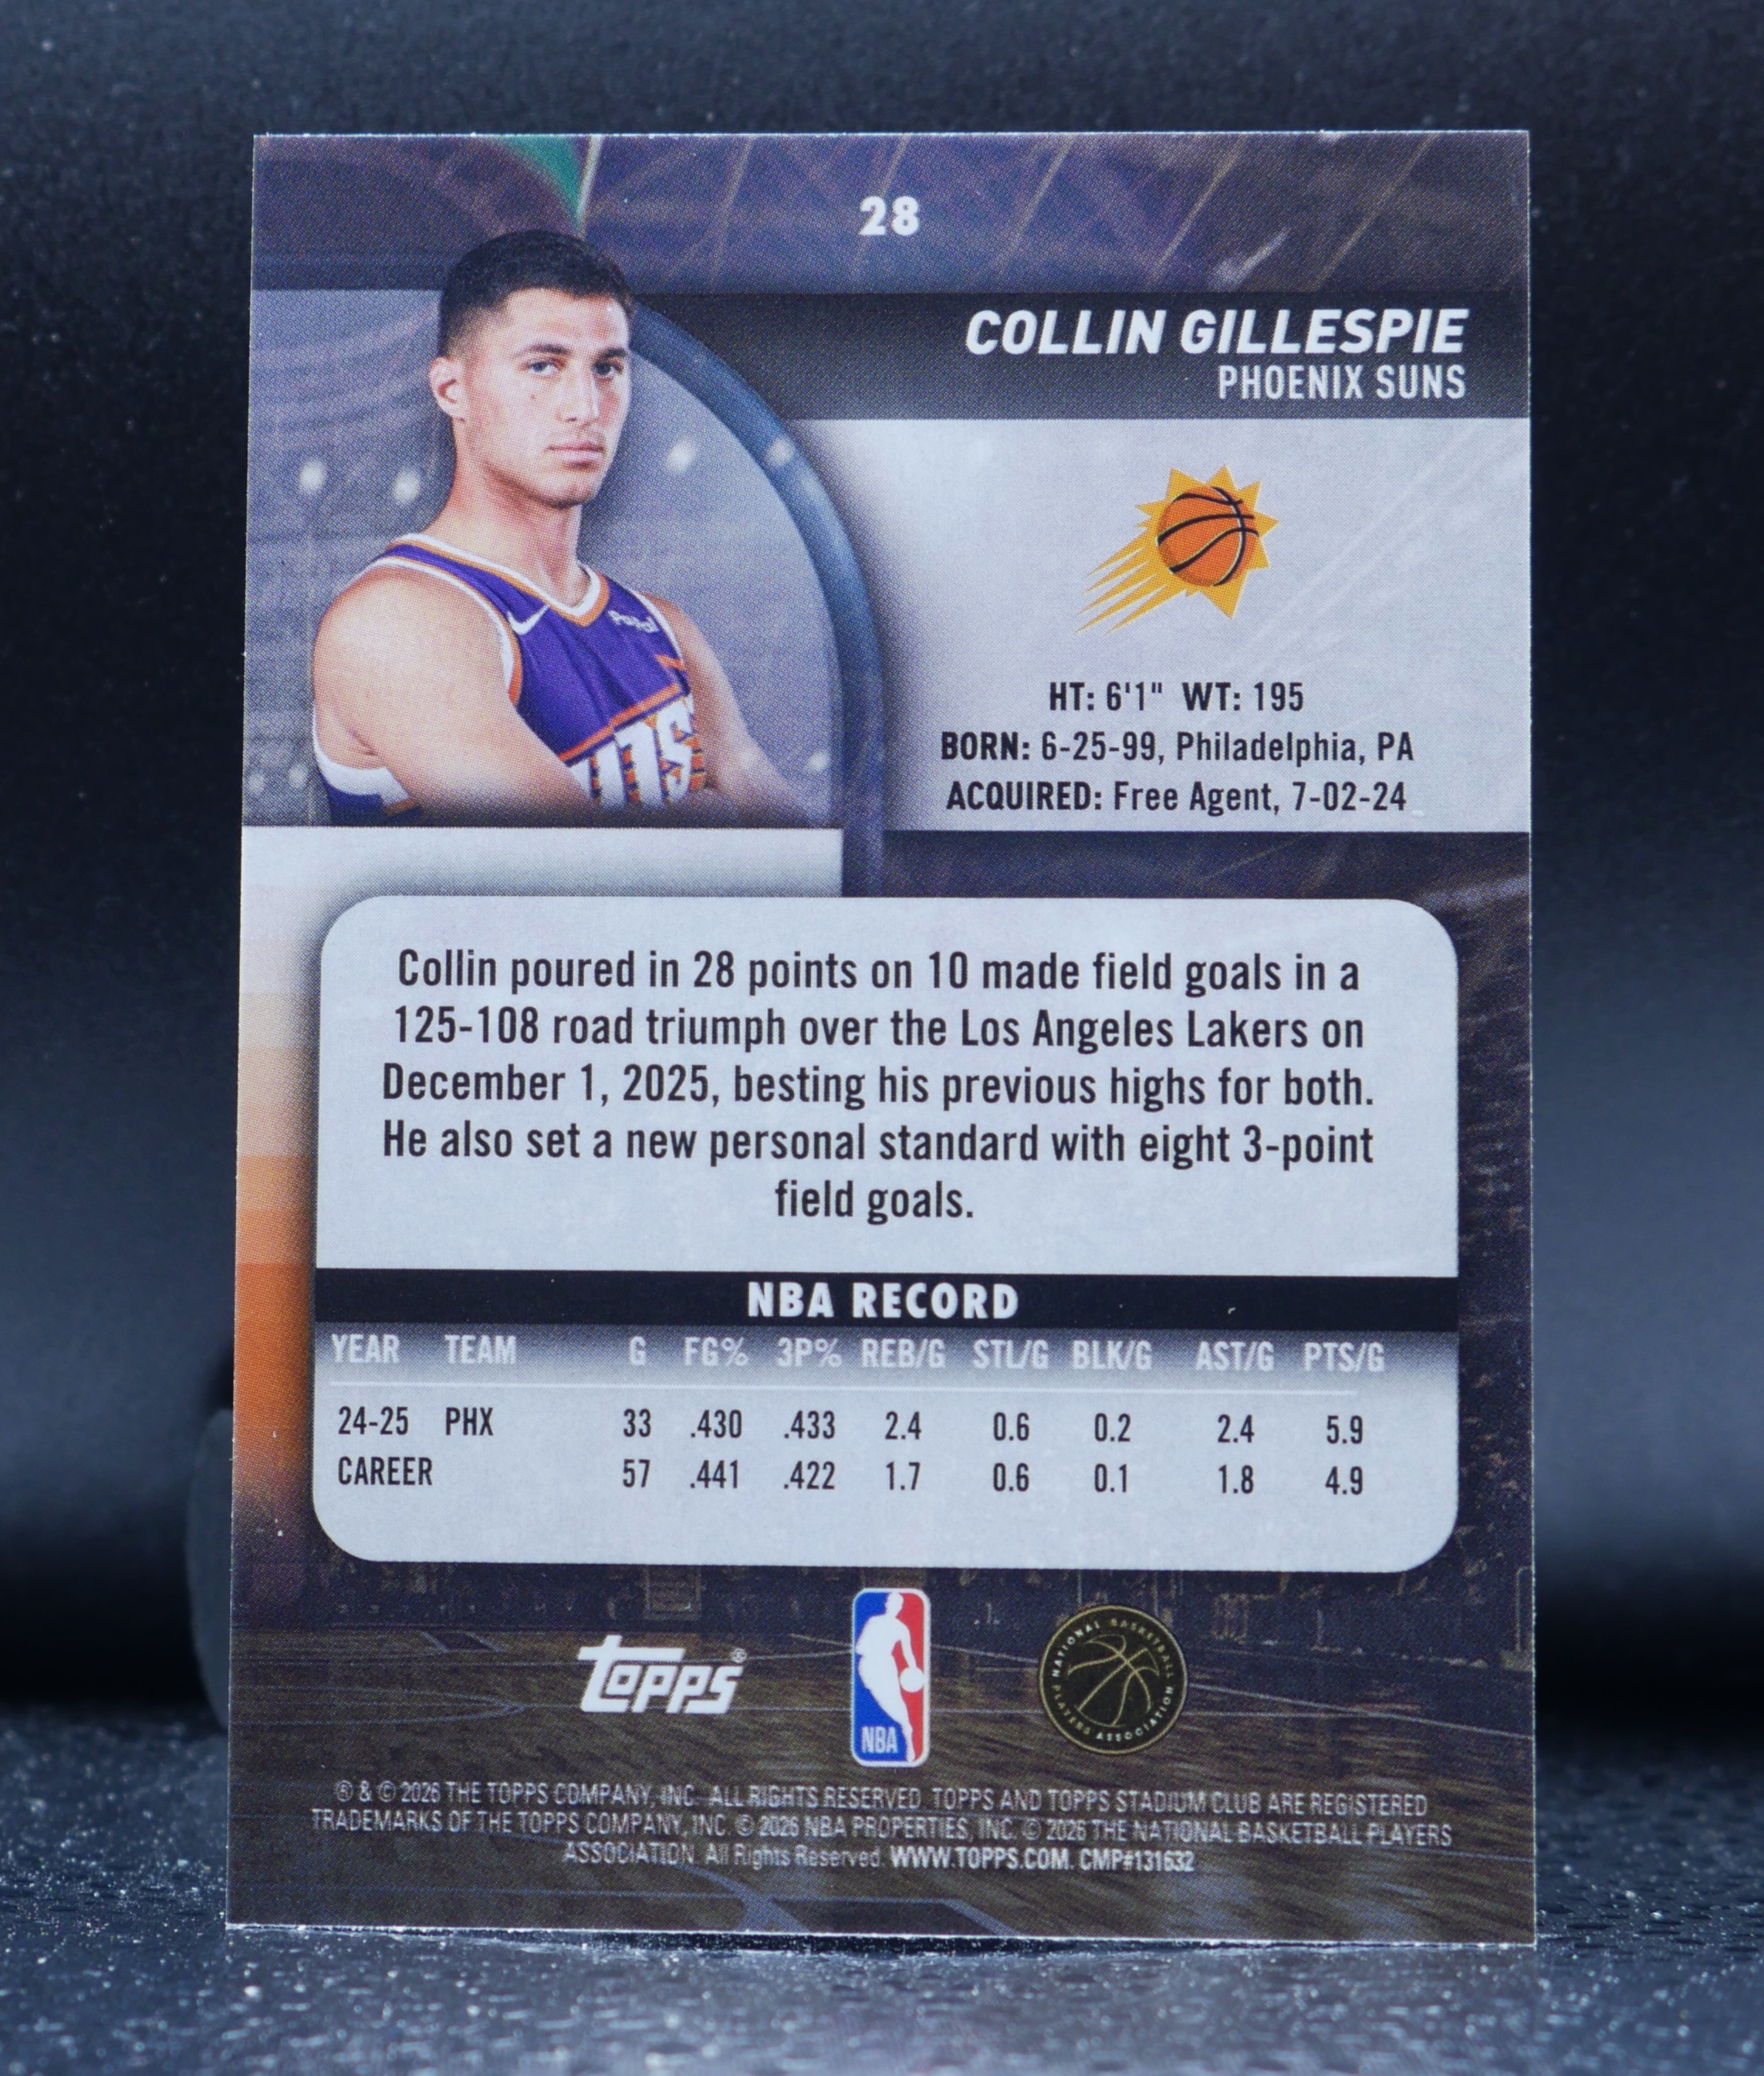 28
COLLIN GILLESPIE
PHOENIX SUNS
HT: 6'1" WT: 195
BORN: 6-25-99, Philadelphia, PA
ACQUIRED: Free Agent, 7-02-24
Collin poured in 28 points on 10 made field goals in a
125-108 road triumph over the Los Angeles Lakers on
December 1, 2025, besting his previous highs for both.
He also set a new personal standard with eight 3-point
field goals.
NBA RECORD
YEAR TEAM G FG% 3P% REB/G STL/G BLK/G AST/G PTS/G
24-25 PHX 33 .430 .433 2.4 0.6 0.2 2.4 5.9
CAREER 57 .441 .422 1.7 0.6 0.1 1.8 4.9
TOPPS®
NBA
NATIONAL BASKETBALL PLAYERS ASSOCIATION
® & © 2026 THE TOPPS COMPANY, INC. ALL RIGHTS RESERVED. TOPPS AND TOPPS STADIUM CLUB ARE REGISTERED
TRADEMARKS OF THE TOPPS COMPANY, INC. © 2026 NBA PROPERTIES, INC. © 2026 THE NATIONAL BASKETBALL PLAYERS
ASSOCIATION. All Rights Reserved. WWW.TOPPS.COM. CMP#131632